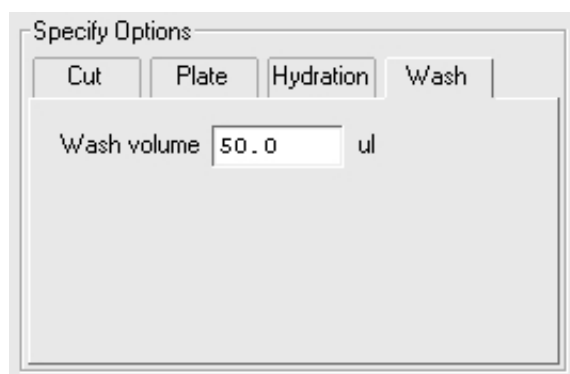 Specify Options
Cut Plate Hydration Wash
Wash volume 50.0 ul